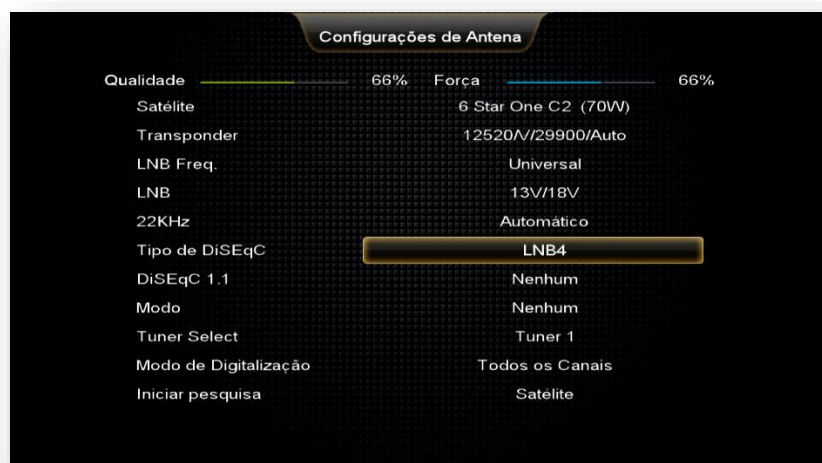 Configurações de Antena
Qualidade 66% Força 66%
Satélite 6 Star One C2 (70W)
Transponder 12520/V/29900/Auto
LNB Freq. Universal
LNB 13V/18V
22KHz Automático
Tipo de DiSEqC LNB4
DiSEqC 1.1 Nenhum
Modo Nenhum
Tuner Select Tuner 1
Modo de Digitalização Todos os Canais
Iniciar pesquisa Satélite